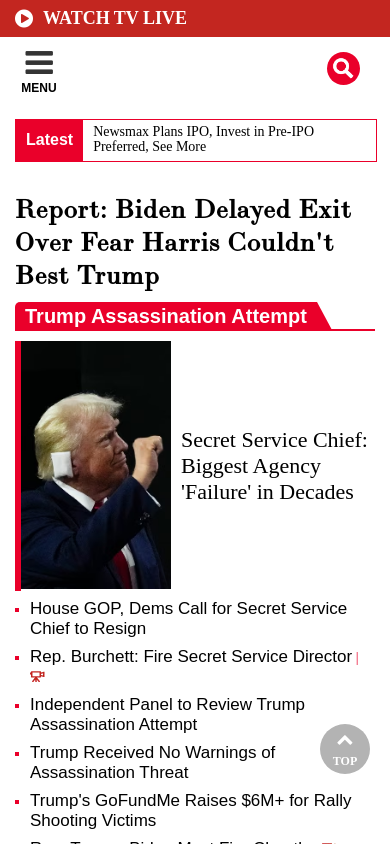 WATCH TV LIVE
MENU
Latest
Newsmax Plans IPO, Invest in Pre-IPO
Preferred, See More
Report: Biden Delayed Exit
Over Fear Harris Couldn't
Best Trump
Trump Assassination Attempt
Secret Service Chief:
Biggest Agency
'Failure' in Decades
House GOP, Dems Call for Secret Service
Chief to Resign
Rep. Burchett: Fire Secret Service Director |
Independent Panel to Review Trump
Assassination Attempt
Trump Received No Warnings of
Assassination Threat
TOP
Trump's GoFundMe Raises $6M+ for Rally
Shooting Victims